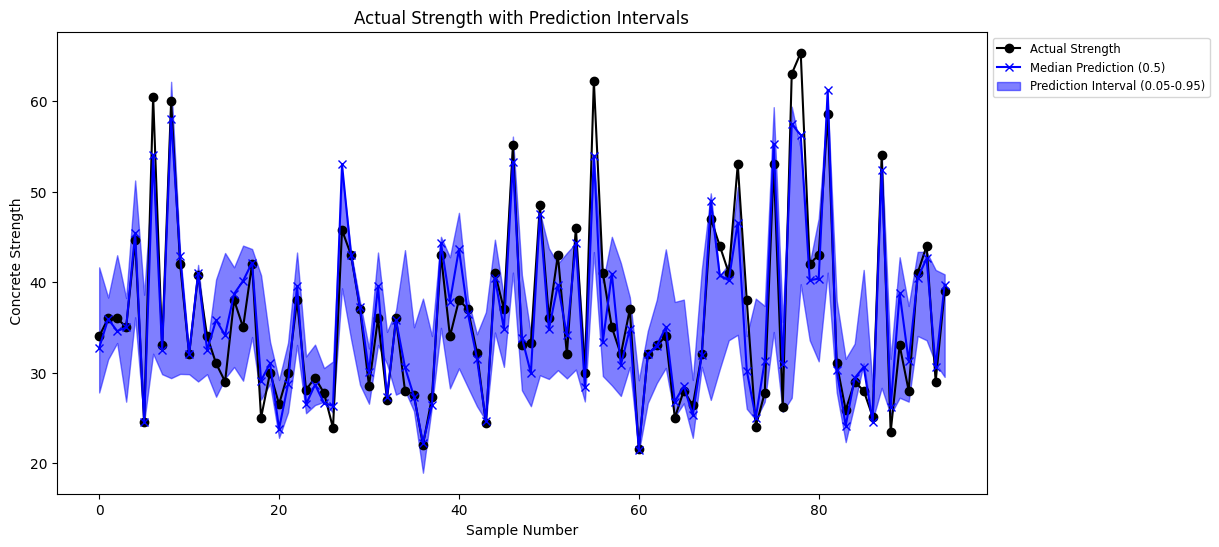 Actual Strength with Prediction Intervals
Actual Strength
Median Prediction (0.5)
Prediction Interval (0.05-0.95)
Concrete Strength
60
50
40
30
20
0
20
40
60
80
Sample Number